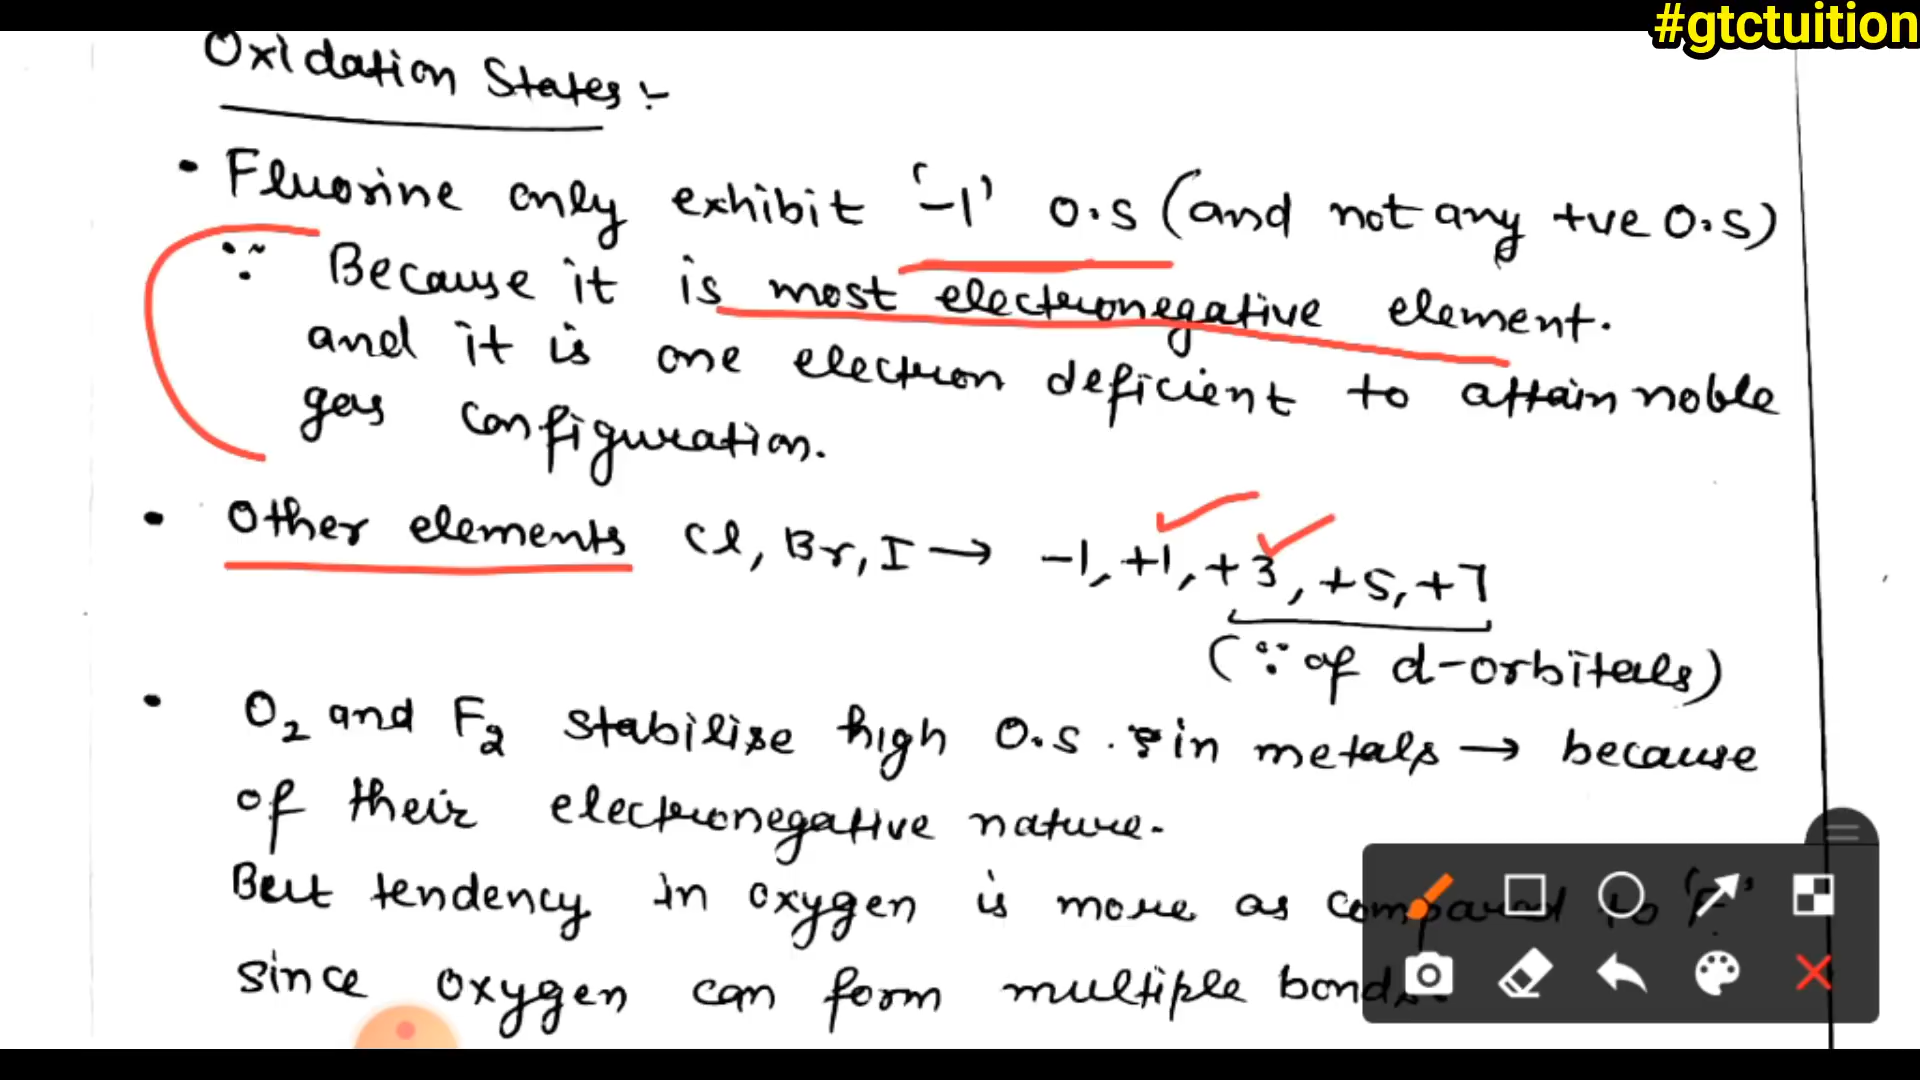 #gtctuition
Oxidation States :-
• Fluorine only exhibit '-1' O.S (and not any +ve O.S)
∵ Because it is most electronegative element.
and it is one electron deficient to attain noble
gas configuration.
• Other elements Cl, Br, I → -1, +1, +3, +5, +7
(∵ of d-orbitals)
• O₂ and F₂ stabilise high O.S. in metals → because
of their electronegative nature.
But tendency in oxygen is more as compared to 'F'
since oxygen can form multiple bonds.